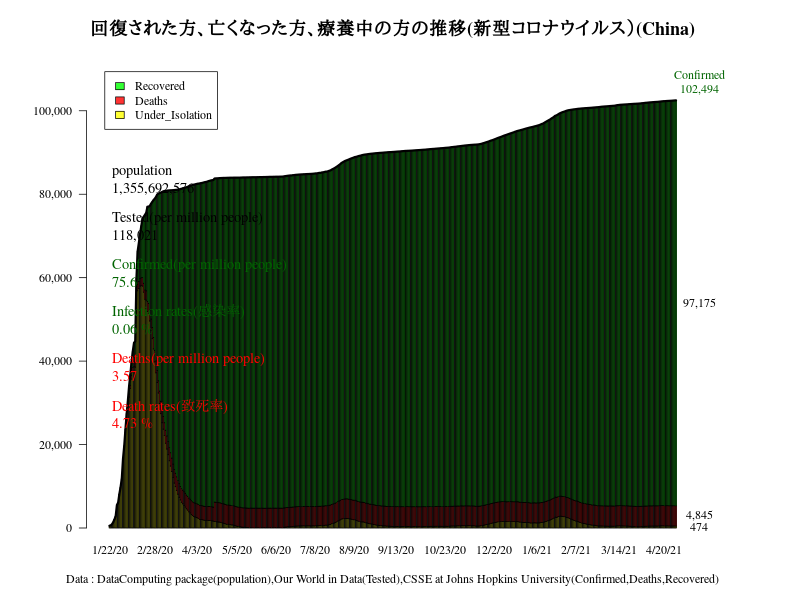 回復された方、亡くなった方、療養中の方の推移(新型コロナウイルス）(China)
Confirmed
102,494
Recovered
Deaths
Under_Isolation
100,000
80,000
60,000
40,000
20,000
0
population
1,355,692,576
Tested(per million people)
118,021
Confirmed(per million people)
75.6
Infection rates(感染率)
0.06
Deaths(per million people)
3.57
Death rates(致死率)
4.73 %
97,175
4,845
474
1/22/20 2/28/20 4/3/20 5/5/20 6/6/20 7/8/20 8/9/20 9/13/20 10/23/20 12/2/20 1/6/21 2/7/21 3/14/21 4/20/21
Data : DataComputing package(population),Our World in Data(Tested),CSSE at Johns Hopkins University(Confirmed,Deaths,Recovered)